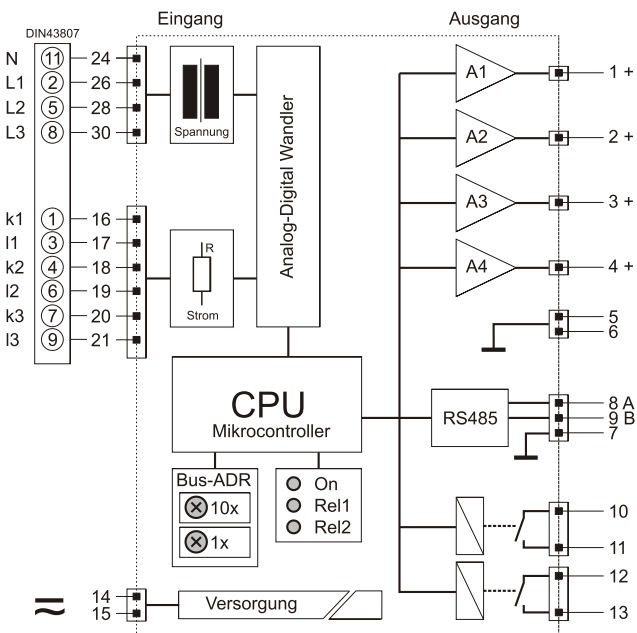 Eingang
Ausgang
DIN43807
N 11 24
L1 2 26
L2 5 28
L3 8 30
Spannung
Analog-Digital Wandler
A1 1 +
A2 2 +
A3 3 +
A4 4 +
k1 1 16
l1 3 17
k2 4 18
l2 6 19
k3 7 20
l3 9 21
R
Strom
5
6
CPU
Mikrocontroller
RS485
8 A
9 B
7
Bus-ADR
10x
1x
On
Rel1
Rel2
10
11
12
13
≈
14
15
Versorgung